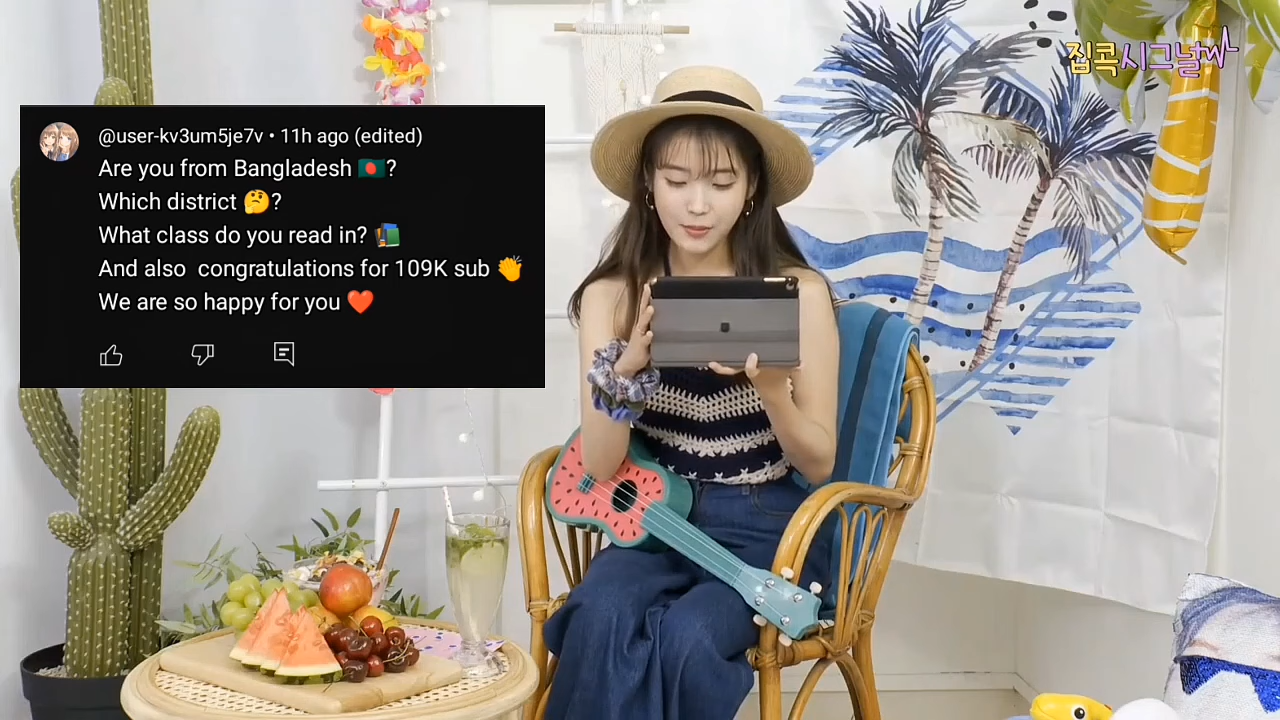 집콕시그널
@user-kv3um5je7v • 11h ago (edited)
Are you from Bangladesh 🇧🇩?
Which district 🤔?
What class do you read in? 📚
And also  congratulations for 109K sub 👏
We are so happy for you ❤️